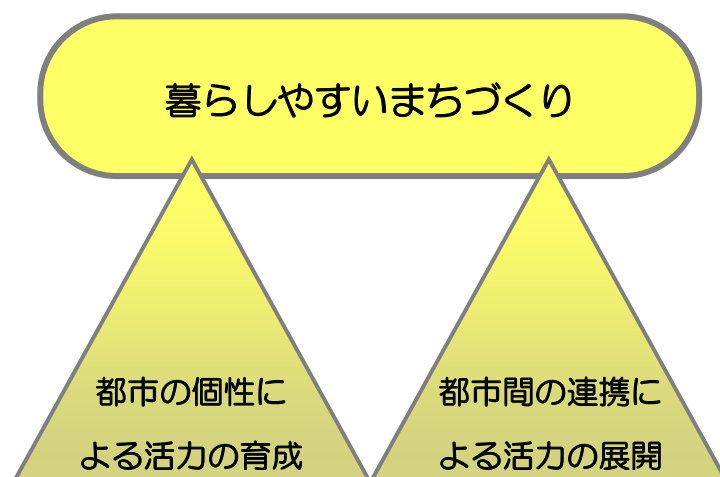 暮らしやすいまちづくり
都市の個性に
よる活力の育成
都市間の連携に
よる活力の展開